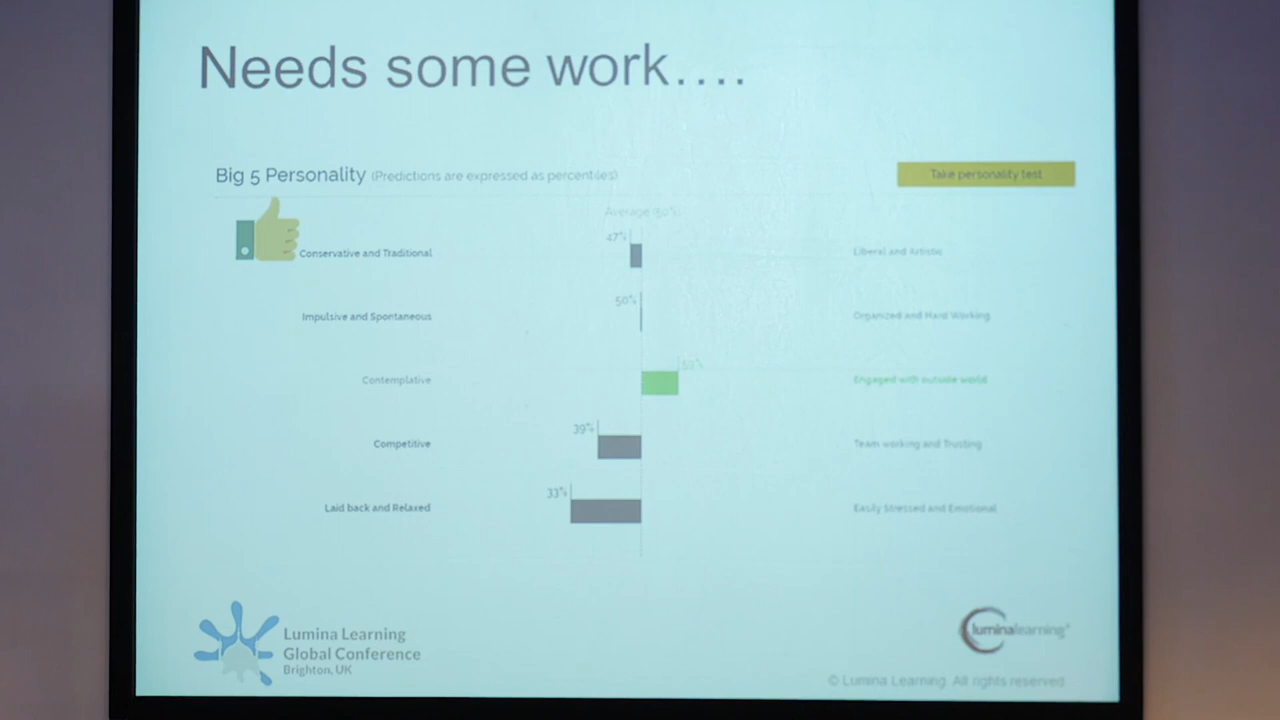 Needs some work....
Big 5 Personality (Predictions are expressed as percentiles)
Take personality test
Average (50%)
47%
Conservative and Traditional
Liberal and Artistic
50%
Impulsive and Spontaneous
Organized and Hard Working
Contemplative
Engaged with outside world
39%
Competitive
Team working and Trusting
33%
Laid back and Relaxed
Easily Stressed and Emotional
Lumina Learning
Global Conference
Brighton, UK
luminalearning
© Lumina Learning. All rights reserved